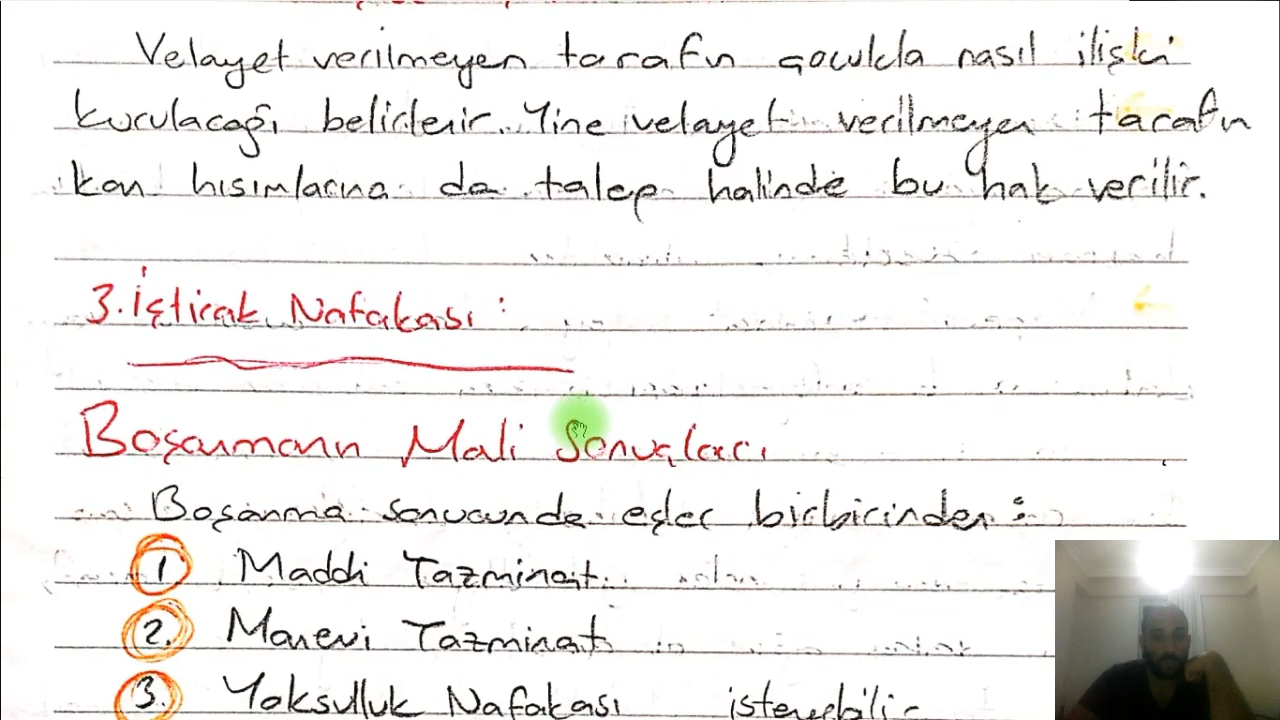 Velayet verilmeyen tarafın çocukla nasıl ilişki
kurulacağı belirlenir. Yine velayet verilmeyen tarafın
kan hısımlarına da talep halinde bu hak verilir.
3. İştirak Nafakası :
Boşanmanın Mali Sonuçları
Boşanma sonucunda eşler birbirinden :
1 Maddi Tazminat
2. Manevi Tazminat
3. Yoksulluk Nafakası isteyebilir